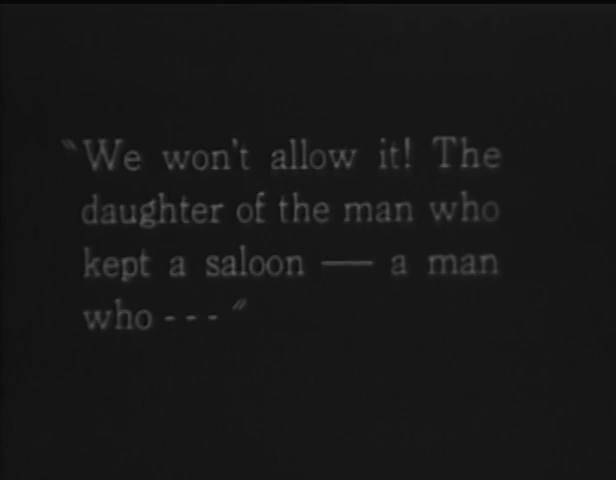 "We won't allow it! The
daughter of the man who
kept a saloon — a man
who - - - "